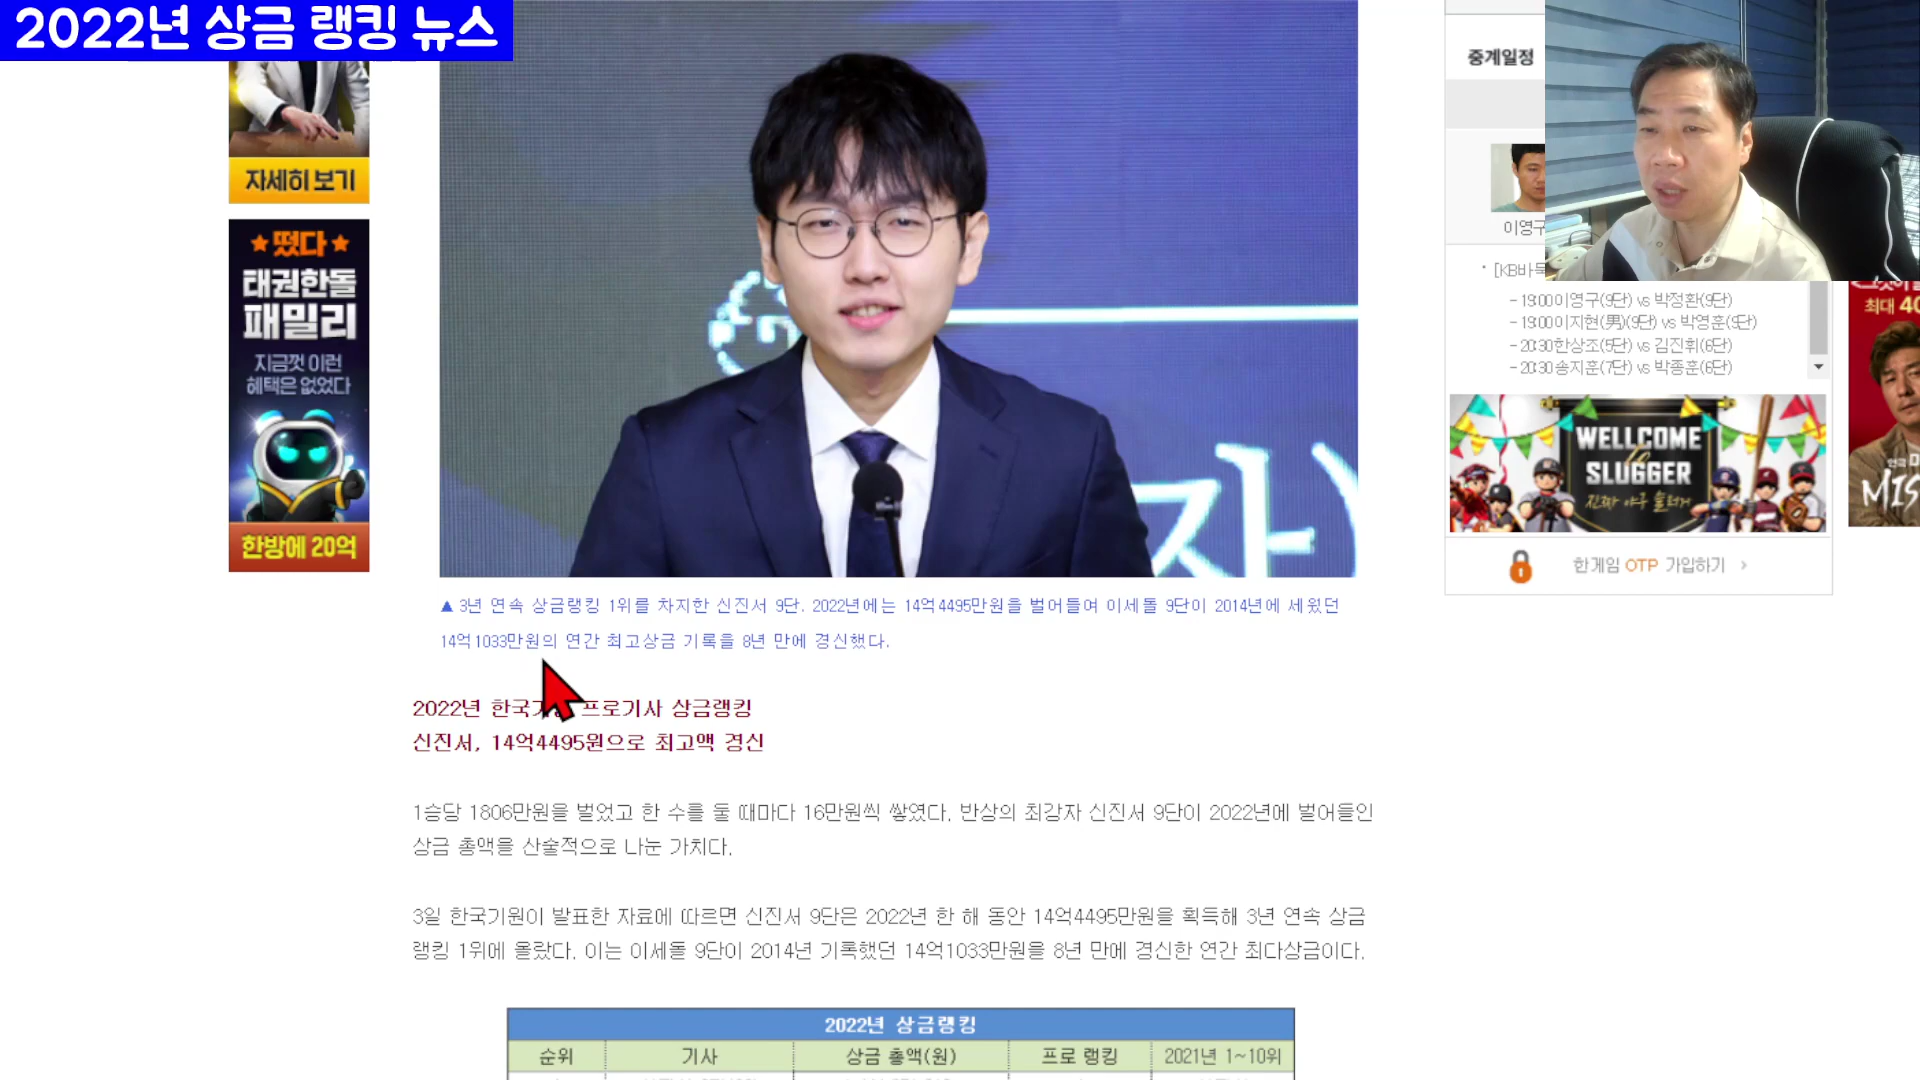 2022년 상금 랭킹 뉴스
자세히 보기
★떴다★
태권한돌
패밀리
지금껏 이런
혜택은 없었다
한방에 20억
자)
▲ 3년 연속 상금랭킹 1위를 차지한 신진서 9단. 2022년에는 14억4495만원을 벌어들여 이세돌 9단이 2014년에 세웠던
14억1033만원의 연간 최고상금 기록을 8년 만에 경신했다.
2022년 한국기원 프로기사 상금랭킹
신진서, 14억4495원으로 최고액 경신
1승당 1806만원을 벌었고 한 수를 둘 때마다 16만원씩 쌓였다. 반상의 최강자 신진서 9단이 2022년에 벌어들인
상금 총액을 산술적으로 나눈 가치다.
3일 한국기원이 발표한 자료에 따르면 신진서 9단은 2022년 한 해 동안 14억4495만원을 획득해 3년 연속 상금
랭킹 1위에 올랐다. 이는 이세돌 9단이 2014년 기록했던 14억1033만원을 8년 만에 경신한 연간 최다상금이다.
2022년 상금랭킹
순위 기사 상금 총액(원) 프로 랭킹 2021년 1~10위
중계일정
이영구
[KB바둑
- 19:00 이영구(9단) vs 박정환(9단)
- 19:00 이지현(男)(9단) vs 박영훈(9단)
- 20:30 한상조(5단) vs 김진휘(6단)
- 20:30 송지훈(7단) vs 박종훈(6단)
WELLCOME
to
SLUGGER
진짜 야구 슬러거
한게임 OTP 가입하기 >
최대 40
MIS